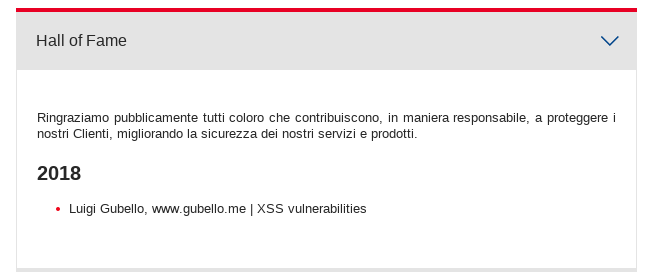 Hall of Fame
Ringraziamo pubblicamente tutti coloro che contribuiscono, in maniera responsabile, a proteggere i
nostri Clienti, migliorando la sicurezza dei nostri servizi e prodotti.
2018
Luigi Gubello, www.gubello.me | XSS vulnerabilities